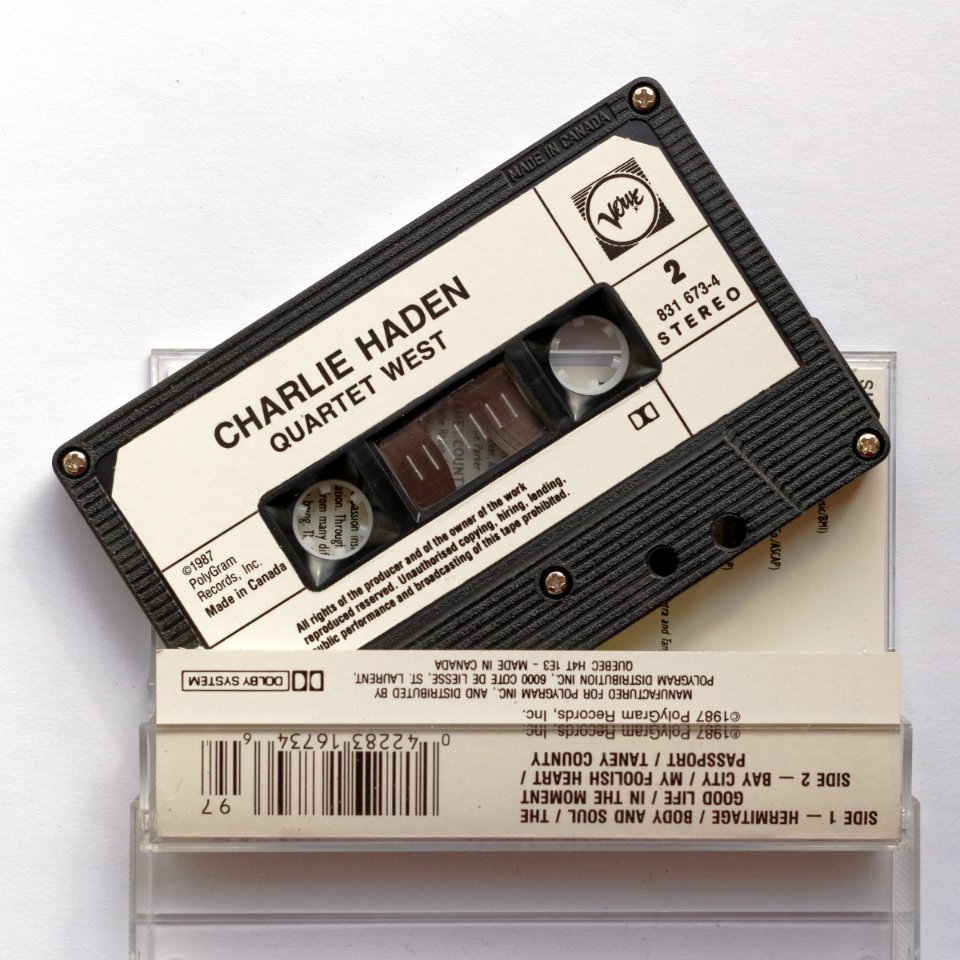 MADE IN CANADA
Verve
2
831 673-4
STEREO
CHARLIE HADEN
QUARTET WEST
©1987
PolyGram
Records, Inc.
Made in Canada
All rights of the producer and of the owner of the work
reproduced reserved. Unauthorised copying, hiring, lending,
public performance and broadcasting of this tape prohibited.
SIDE 1 — HERMITAGE / BODY AND SOUL / THE
GOOD LIFE / IN THE MOMENT
SIDE 2 — BAY CITY / MY FOOLISH HEART /
PASSPORT / TANEY COUNTY
℗1987 PolyGram Records, Inc.
©1987 PolyGram Records, Inc.
MANUFACTURED FOR POLYGRAM INC., AND DISTRIBUTED BY
POLYGRAM DISTRIBUTION INC., 6000 COTE DE LIESSE, ST. LAURENT,
QUEBEC H4T 1E3 - MADE IN CANADA
DOLBY SYSTEM
0 42283 16734 6
97